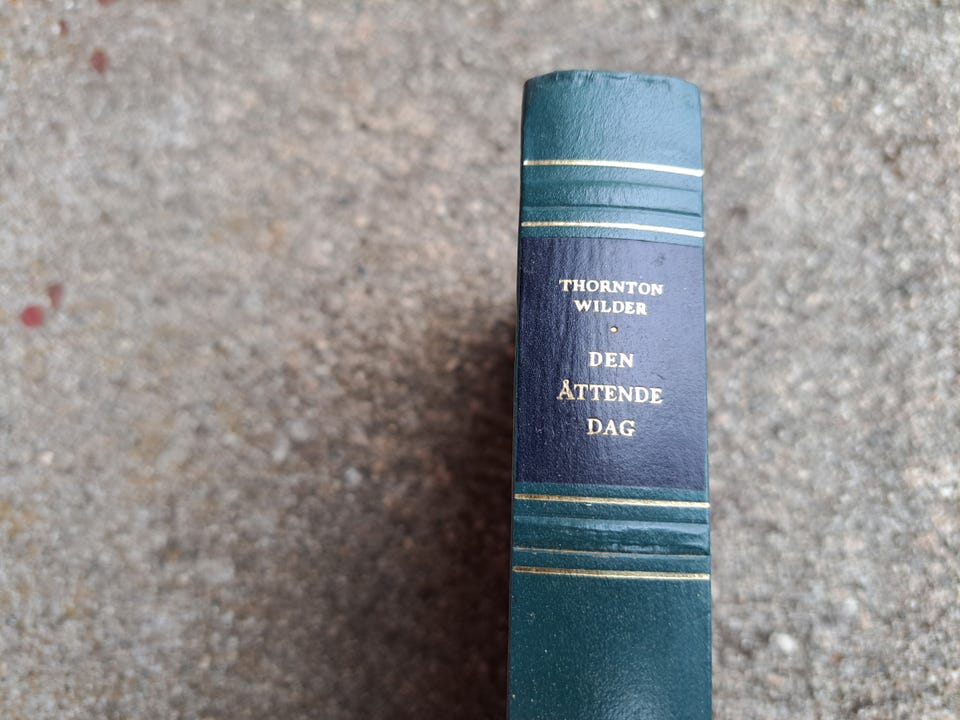 THORNTON
WILDER
•
DEN
ÅTTENDE
DAG